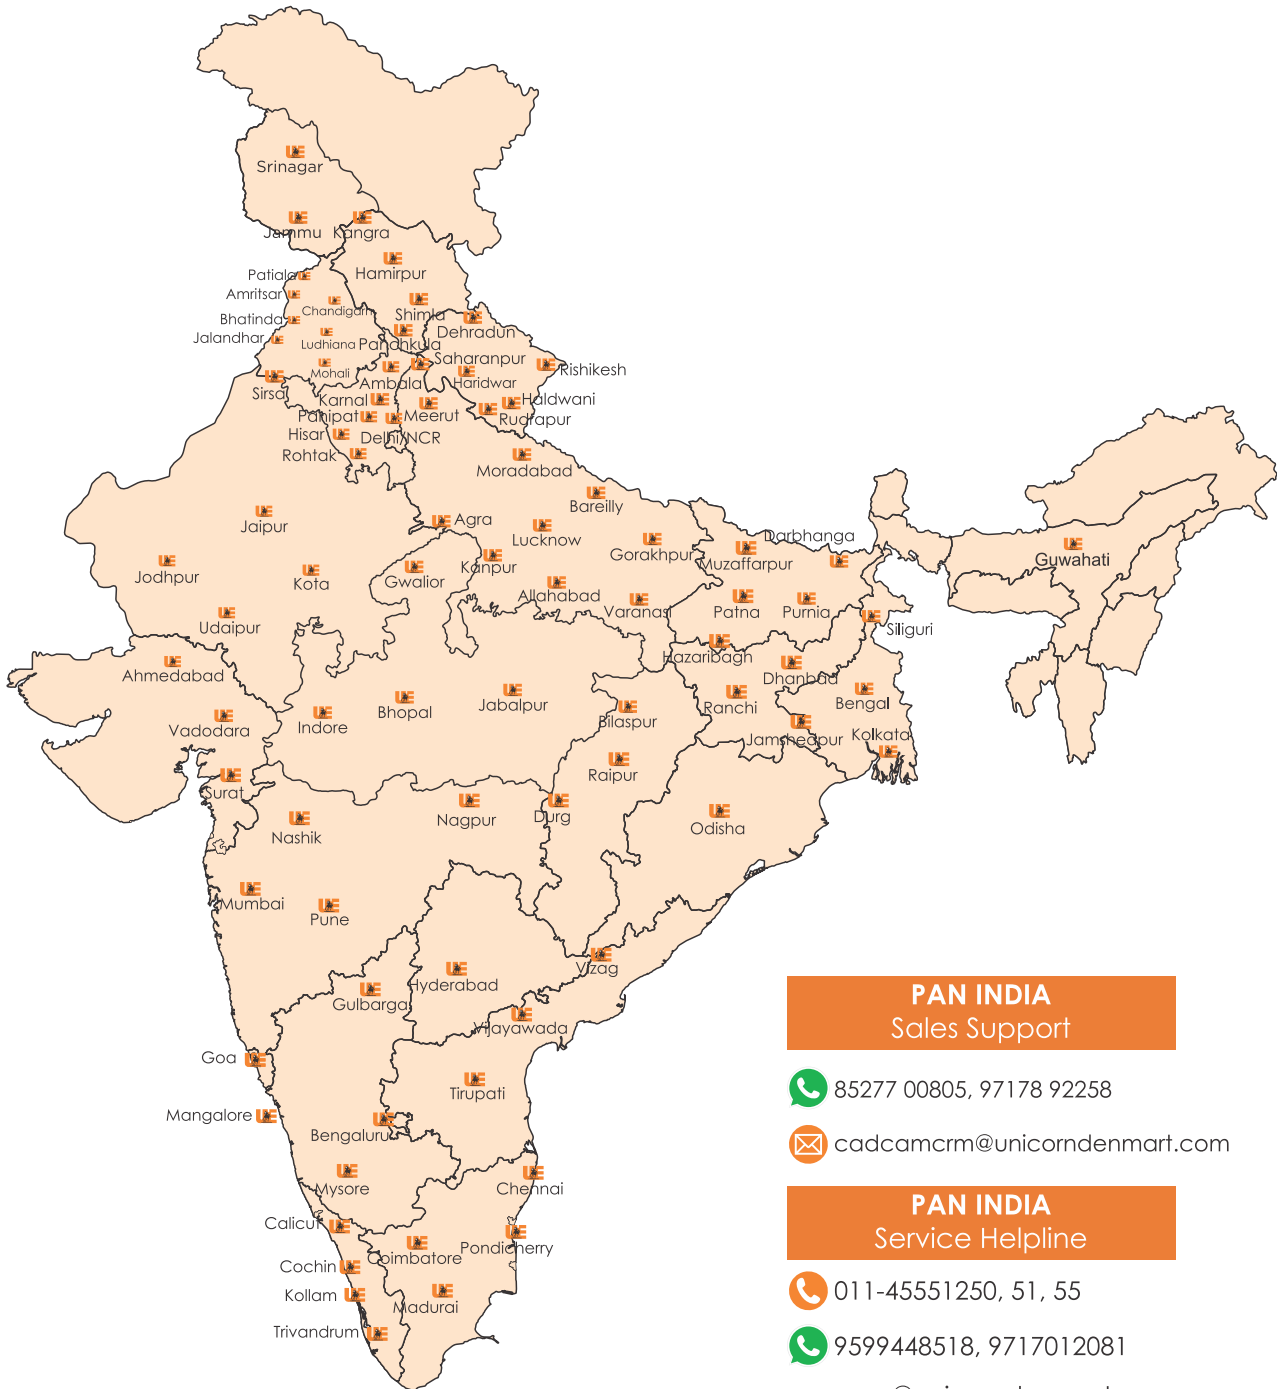 Srinagar
Jammu
Kangra
Hamirpur
Patiala
Amritsar
Chandigarh
Shimla
Bhatinda
Dehradun
Jalandhar
Ludhiana
Panchkula
Saharanpur
Rishikesh
Mohali
Ambala
Haridwar
Sirsa
Karnal
Haldwani
Panipat
Meerut
Rudrapur
Hisar
Delhi/NCR
Rohtak
Moradabad
Bareilly
Jaipur
Agra
Lucknow
Gorakhpur
Darbhanga
Muzaffarpur
Guwahati
Jodhpur
Kota
Gwalior
Kanpur
Allahabad
Varanasi
Patna
Purnia
Udaipur
Siliguri
Hazaribagh
Ahmedabad
Dhanbad
Bhopal
Jabalpur
Ranchi
Bengal
Vadodara
Indore
Bilaspur
Jamshedpur
Kolkata
Raipur
Surat
Nashik
Nagpur
Durg
Odisha
Mumbai
Pune
Vizag
Hyderabad
Gulbarga
Vijayawada
Goa
Tirupati
Mangalore
Bengaluru
Mysore
Chennai
Calicut
Coimbatore
Pondicherry
Cochin
Kollam
Madurai
Trivandrum
PAN INDIA
Sales Support
85277 00805, 97178 92258
cadcamcrm@unicorndenmart.com
PAN INDIA
Service Helpline
011-45551250, 51, 55
9599448518, 9717012081